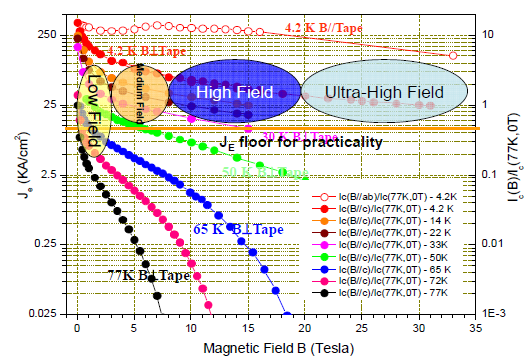 250
25
2.5
0.25
0.025
Je (KA/cm²)
10
1
0.1
0.01
1E-3
Ic(B)/Ic(77K,0T)
0
5
10
15
20
25
30
35
Magnetic Field B (Tesla)
4.2 K B//Tape
4.2 K B⊥Tape
Low Field
Medium Field
High Field
Ultra-High Field
30 K B⊥Tape
JE floor for practicality
50 K B⊥Tape
65 K B⊥Tape
77K B⊥Tape
Ic(B//ab)/Ic(77K,0T) - 4.2K
Ic(B//c)/Ic(77K,0T) - 4.2 K
Ic(B//c)/Ic(77K,0T) - 14 K
Ic(B//c)/Ic(77K,0T) - 22 K
Ic(B//c)/Ic(77K,0T) - 33K
Ic(B//c)/Ic(77K,0T) - 50K
Ic(B//c)/Ic(77K,0T) - 65 K
Ic(B//c)/Ic(77K,0T) - 72K
Ic(B//c)/Ic(77K,0T) - 77K